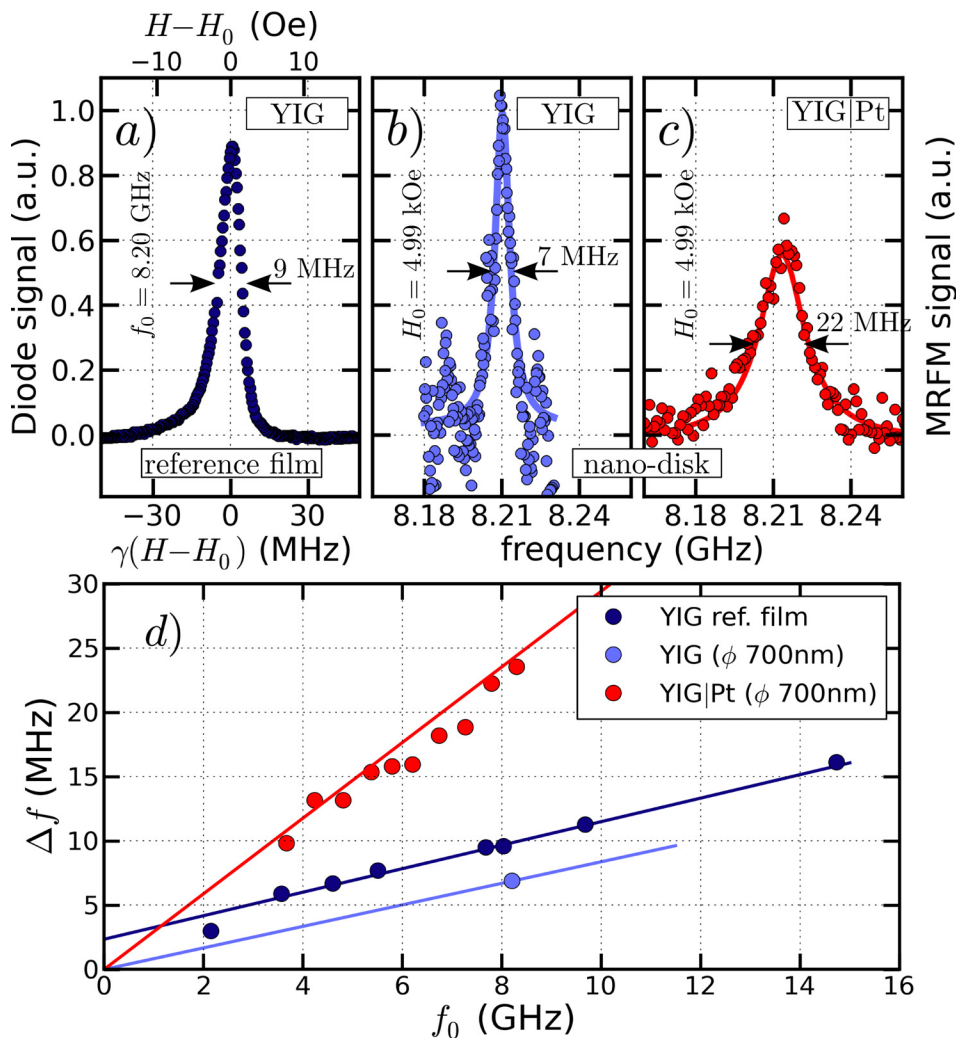 H−H₀ (Oe)
−10 0 10
Diode signal (a.u.)
1.0
0.8
0.6
0.4
0.2
0.0
a)
YIG
f₀ = 8.20 GHz
9 MHz
reference film
−30 0 30
γ(H−H₀) (MHz)
b)
YIG
H₀ = 4.99 kOe
7 MHz
nano-disk
8.18 8.21 8.24
frequency (GHz)
c)
YIG|Pt
H₀ = 4.99 kOe
22 MHz
8.18 8.21 8.24
MRFM signal (a.u.)
d)
Δf (MHz)
30
25
20
15
10
5
0
YIG ref. film
YIG (ϕ 700nm)
YIG|Pt (ϕ 700nm)
0 2 4 6 8 10 12 14 16
f₀ (GHz)